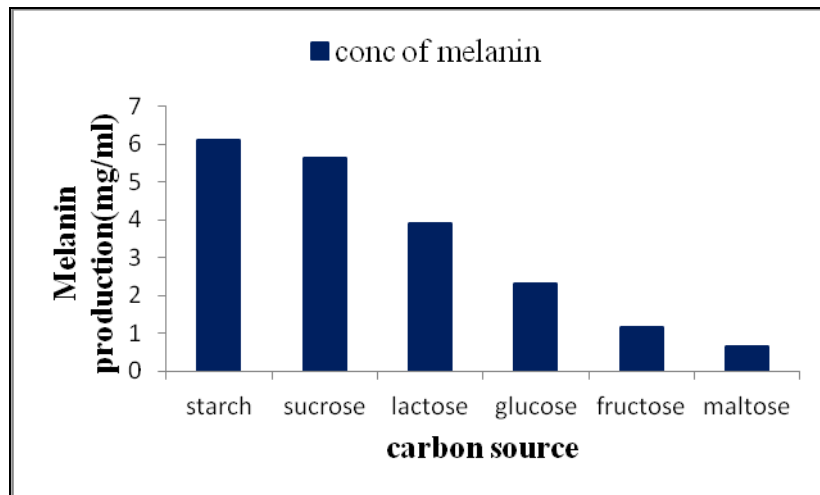 conc of melanin
Melanin
production(mg/ml)
7
6
5
4
3
2
1
0
starch sucrose lactose glucose fructose maltose
carbon source